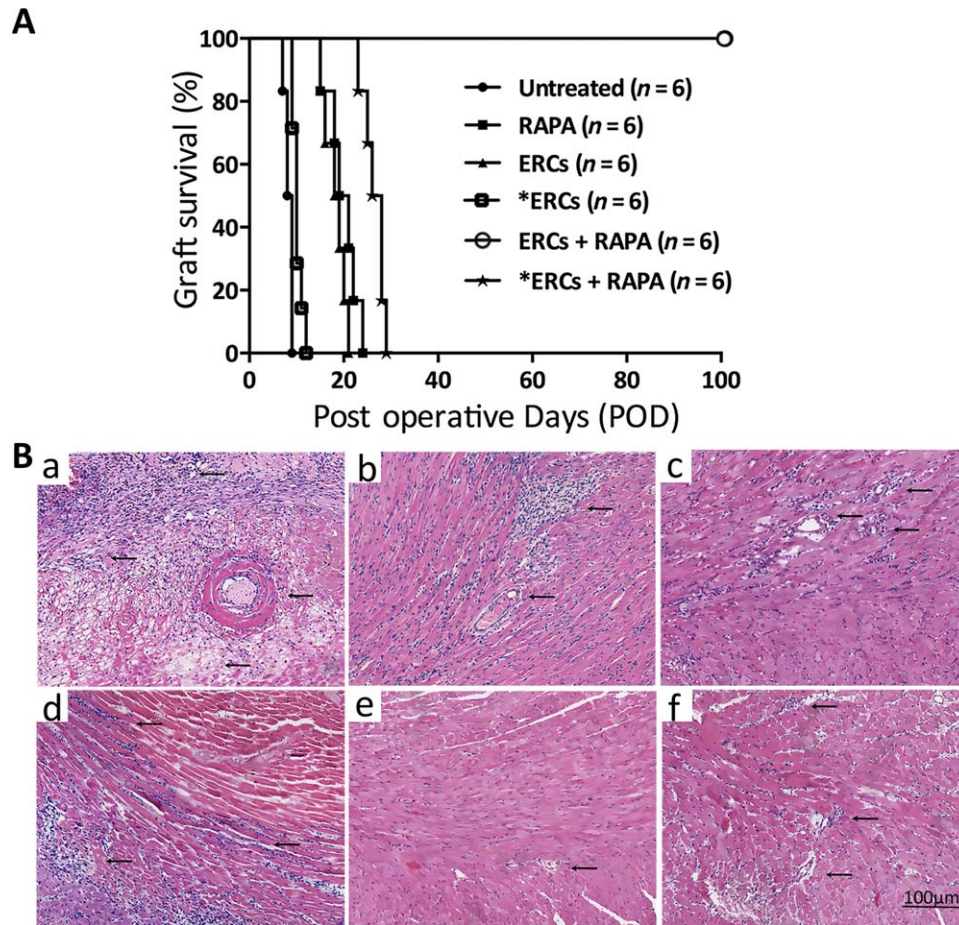 A
Graft survival (%)
100
80
60
40
20
0
Untreated (n = 6)
RAPA (n = 6)
ERCs (n = 6)
*ERCs (n = 6)
ERCs + RAPA (n = 6)
*ERCs + RAPA (n = 6)
0 20 40 60 80 100
Post operative Days (POD)
B
a b c
d e f
100μm